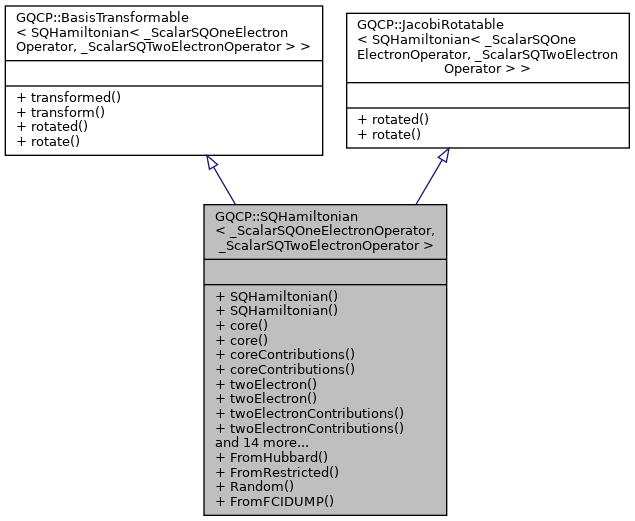 GQCP::BasisTransformable
< SQHamiltonian< _ScalarSQOneElectron
Operator, _ScalarSQTwoElectronOperator > >
+ transformed()
+ transform()
+ rotated()
+ rotate()
GQCP::JacobiRotatable
< SQHamiltonian< _ScalarSQOne
ElectronOperator, _ScalarSQTwoElectron
Operator > >
+ rotated()
+ rotate()
GQCP::SQHamiltonian
< _ScalarSQOneElectronOperator,
_ScalarSQTwoElectronOperator >
+ SQHamiltonian()
+ SQHamiltonian()
+ core()
+ core()
+ coreContributions()
+ coreContributions()
+ twoElectron()
+ twoElectron()
+ twoElectronContributions()
+ twoElectronContributions()
and 14 more...
+ FromHubbard()
+ FromRestricted()
+ Random()
+ FromFCIDUMP()